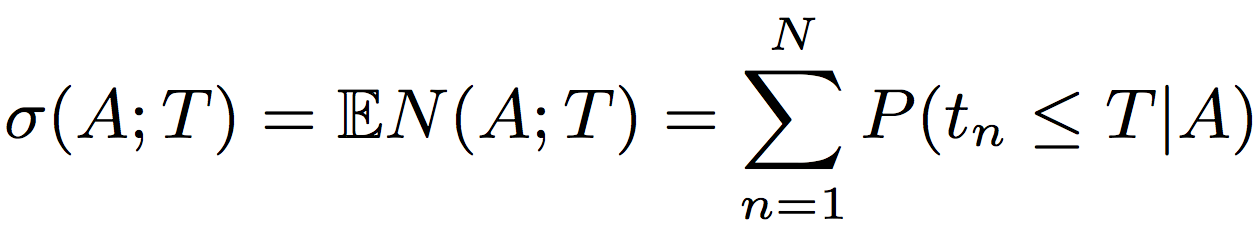 σ(A; T) = 𝔼N(A; T) = ∑_{n=1}^{N} P(t_n ≤ T|A)